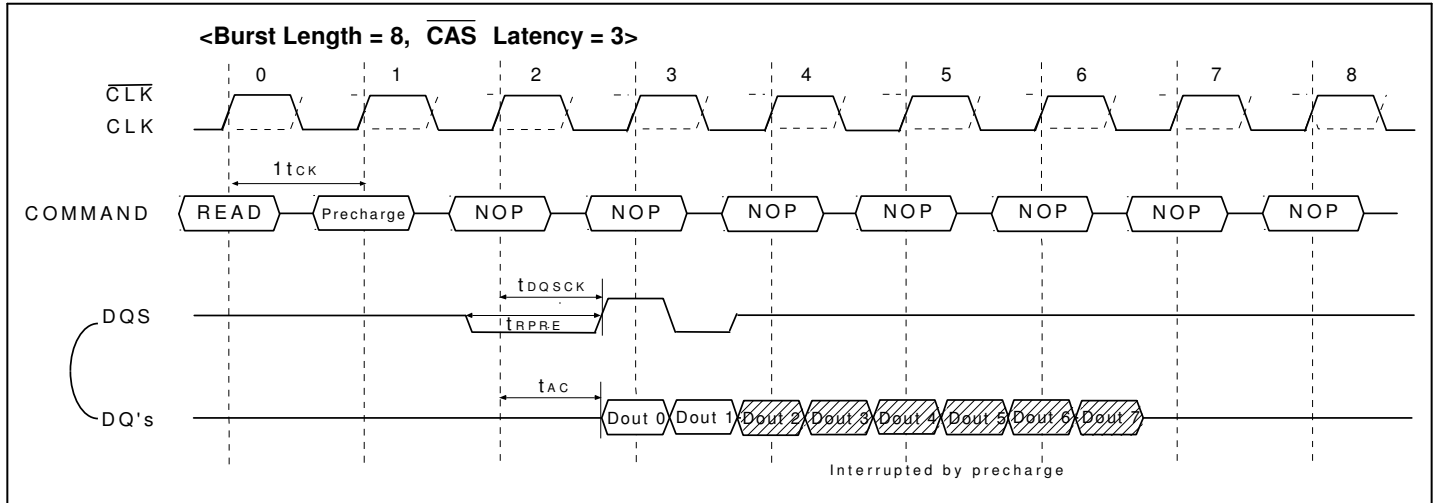 <Burst Length = 8, CAS Latency = 3>
0 1 2 3 4 5 6 7 8
CLK
CLK
1tCK
COMMAND READ Precharge NOP NOP NOP NOP NOP NOP NOP
tDQSCK
DQS
tRPRE
tAC
DQ's Dout 0 Dout 1 Dout 2 Dout 3 Dout 4 Dout 5 Dout 6 Dout 7
Interrupted by precharge